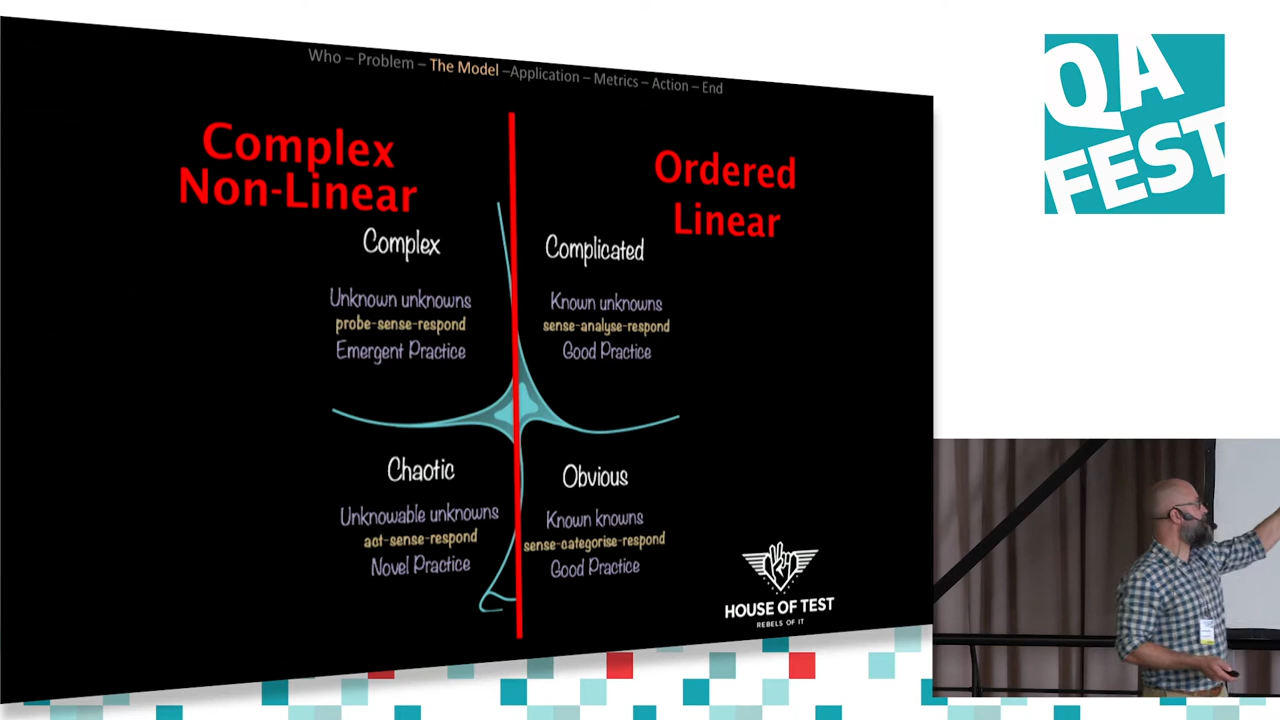 Who – Problem – The Model –Application – Metrics – Action – End
Complex
Non-Linear
Ordered
Linear
Complex
Unknown unknowns
probe-sense-respond
Emergent Practice
Complicated
Known unknowns
sense-analyse-respond
Good Practice
Chaotic
Unknowable unknowns
act-sense-respond
Novel Practice
Obvious
Known knowns
sense-categorise-respond
Good Practice
HOUSE OF TEST
REBELS OF IT
QA
FEST